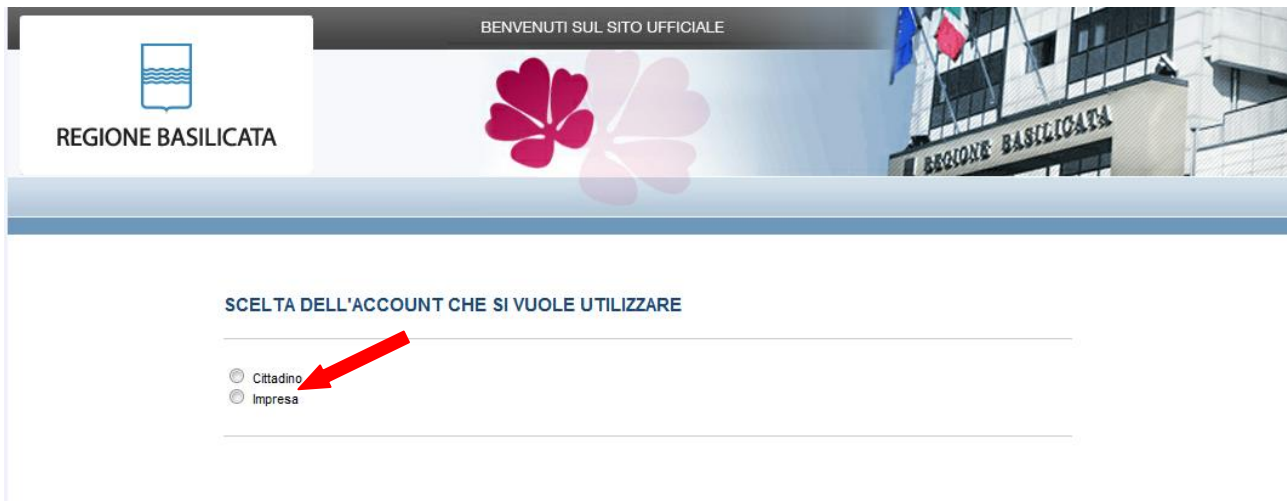 BENVENUTI SUL SITO UFFICIALE
REGIONE BASILICATA
REGIONE BASILICATA
SCELTA DELL'ACCOUNT CHE SI VUOLE UTILIZZARE
Cittadino
Impresa